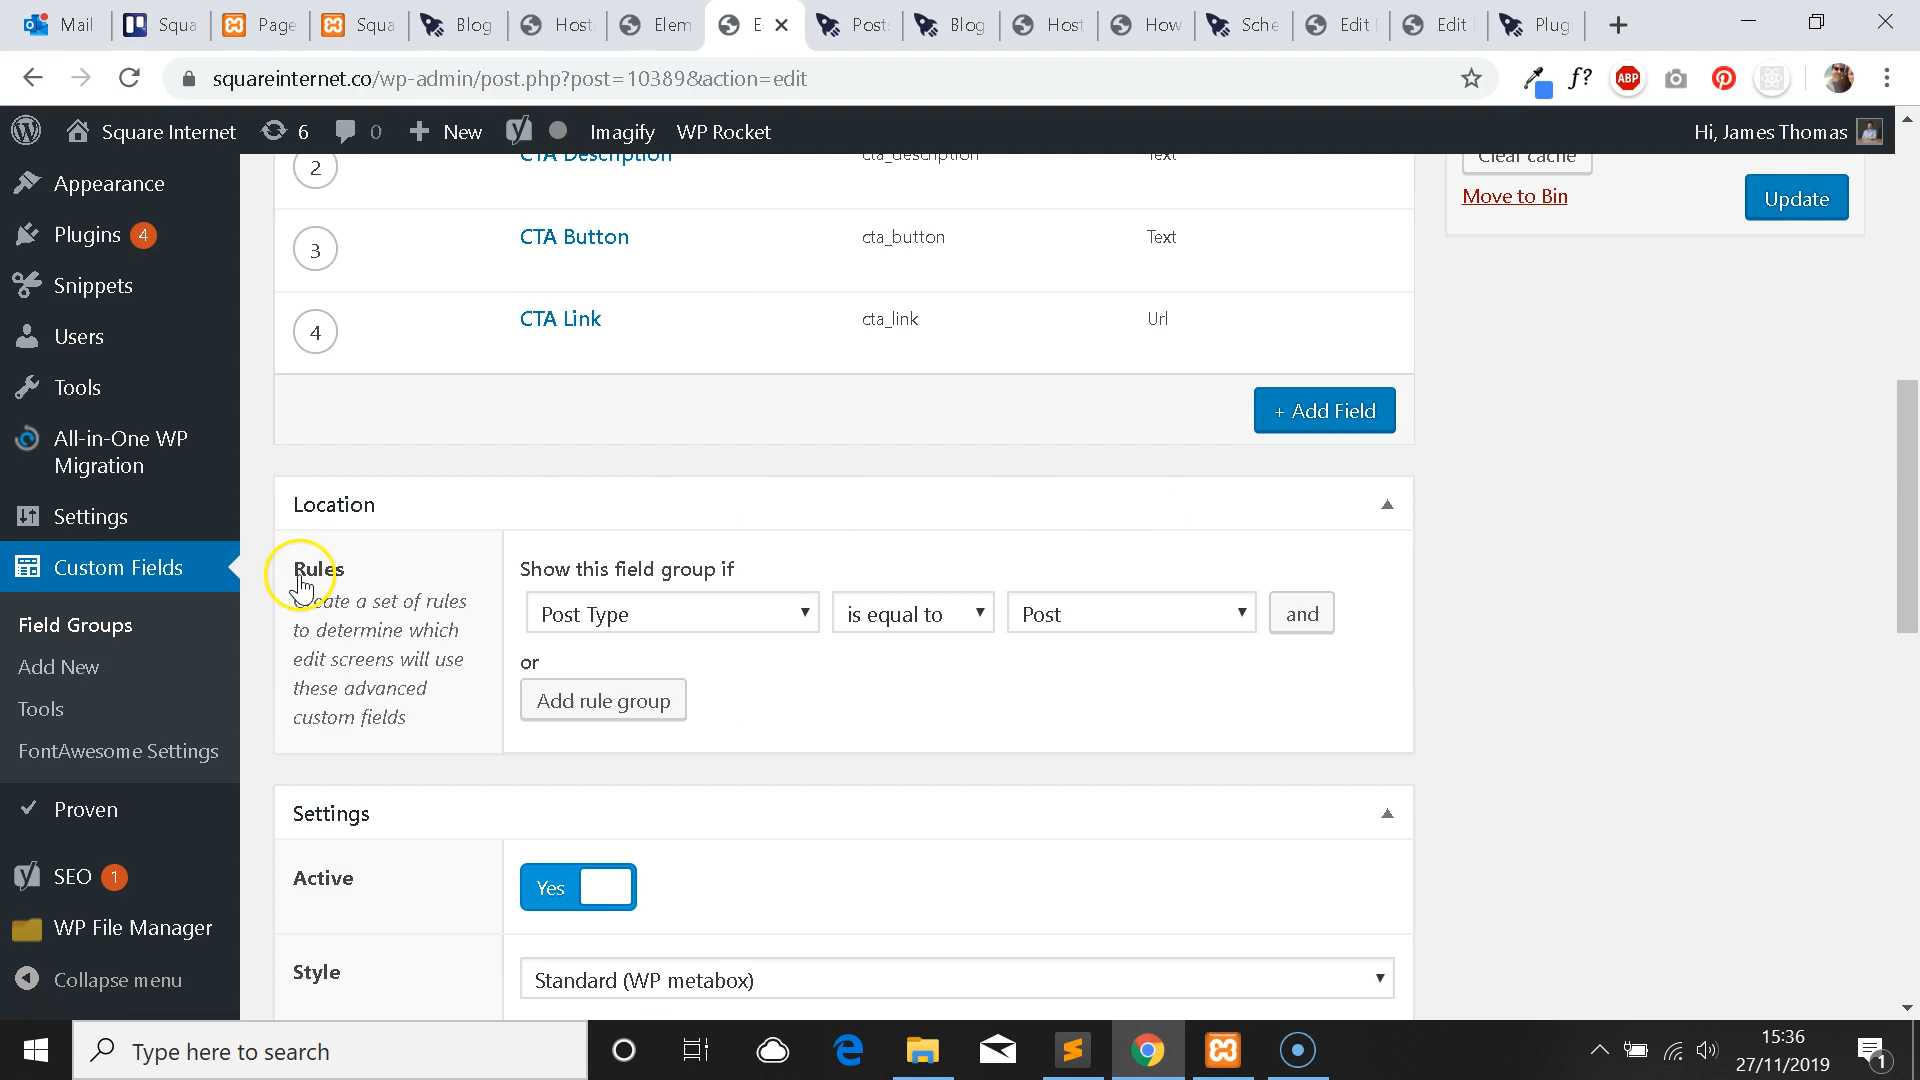 Mail Squa Page Squa Blog Host Elem E Post Blog Host How Sche Edit Edit Plug
squareinternet.co/wp-admin/post.php?post=10389&action=edit
f? ABP
Square Internet 6 0 New Imagify WP Rocket Hi, James Thomas
Appearance
Plugins 4
Snippets
Users
Tools
All-in-One WP
Migration
Settings
Custom Fields
Field Groups
Add New
Tools
FontAwesome Settings
Proven
SEO 1
WP File Manager
Collapse menu
2 CTA Description cta_description Text
3 CTA Button cta_button Text
4 CTA Link cta_link Url
+ Add Field
Clear cache
Move to Bin Update
Location
Rules
Create a set of rules
to determine which
edit screens will use
these advanced
custom fields
Show this field group if
Post Type is equal to Post and
or
Add rule group
Settings
Active Yes
Style Standard (WP metabox)
Type here to search
15:36
27/11/2019
1